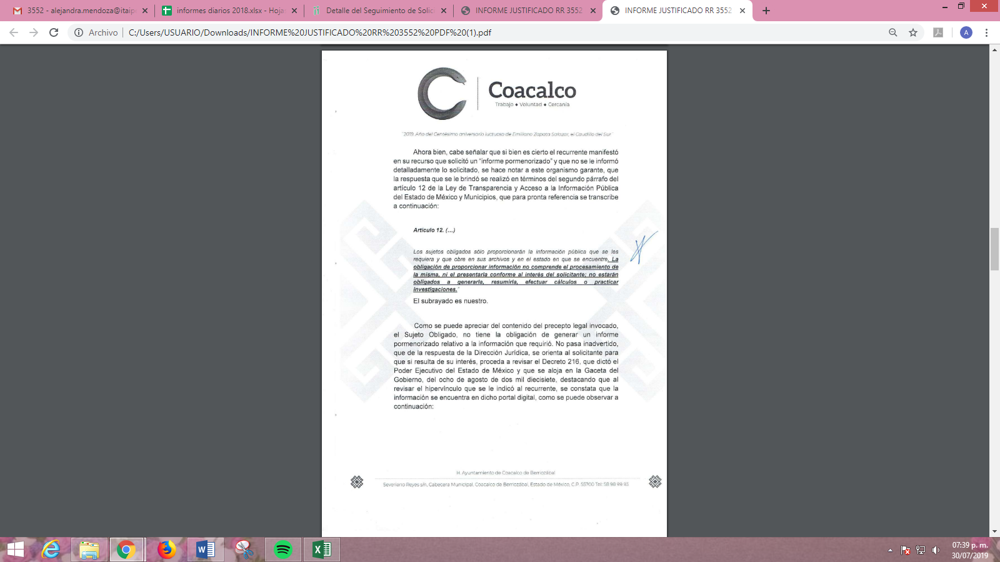 3552 - alejandra.mendoza@itaip
informes diarios 2018.xlsx - Hoja
Detalle del Seguimiento de Solic
INFORME JUSTIFICADO RR 3552
INFORME JUSTIFICADO RR 3552
Archivo
C:/Users/USUARIO/Downloads/INFORME%20JUSTIFICADO%20RR%203552%20PDF%20(1).pdf
A
Coacalco
Trabajo ◆ Voluntad ◆ Cercanía
"2019. Año del Centésimo aniversario luctuoso de Emiliano Zapata Salazar, el Caudillo del Sur"
Ahora bien, cabe señalar que si bien es cierto el recurrente manifestó
en su recurso que solicitó un "informe pormenorizado" y que no se le informó
detalladamente lo solicitado, se hace notar a este organismo garante, que
la respuesta que se le brindó se realizó en términos del segundo párrafo del
artículo 12 de la Ley de Transparencia y Acceso a la Información Pública
del Estado de México y Municipios, que para pronta referencia se transcribe
a continuación:
Artículo 12. (...)
Los sujetos obligados sólo proporcionarán la información pública que se les
requiera y que obre en sus archivos y en el estado en que se encuentre. La
obligación de proporcionar información no comprende el procesamiento de
la misma, ni el presentarla conforme al interés del solicitante; no estarán
obligados a generarla, resumirla, efectuar cálculos o practicar
investigaciones."
El subrayado es nuestro.
Como se puede apreciar del contenido del precepto legal invocado,
el Sujeto Obligado, no tiene la obligación de generar un informe
pormenorizado relativo a la información que requirió. No pasa inadvertido,
que de la respuesta de la Dirección Jurídica, se orienta al solicitante para
que si resulta de su interés, proceda a revisar el Decreto 216, que dictó el
Poder Ejecutivo del Estado de México y que se aloja en la Gaceta del
Gobierno, del ocho de agosto de dos mil diecisiete, destacando que al
revisar el hipervínculo que se le indicó al recurrente, se constata que la
información se encuentra en dicho portal digital, como se puede observar a
continuación:
H. Ayuntamiento de Coacalco de Berriozábal
Severiano Reyes s/n, Cabecera Municipal, Coacalco de Berriozábal, Estado de México, C.P. 55700 Tel: 58 98 99 93
07:39 p. m.
30/07/2019